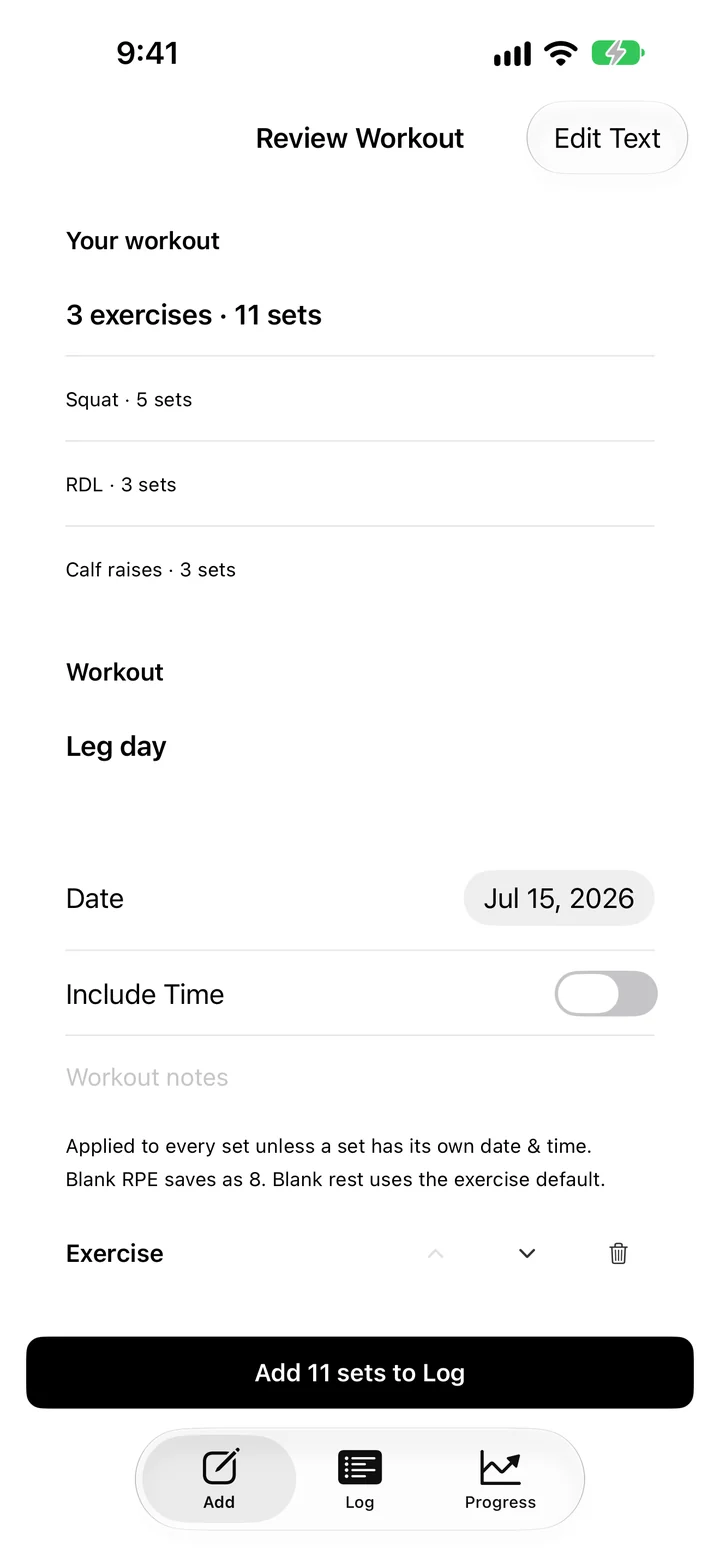 9:41
Review Workout
Edit Text
Your workout
3 exercises · 11 sets
Squat · 5 sets
RDL · 3 sets
Calf raises · 3 sets
Workout
Leg day
Date
Jul 15, 2026
Include Time
Workout notes
Applied to every set unless a set has its own date & time.
Blank RPE saves as 8. Blank rest uses the exercise default.
Exercise
Add 11 sets to Log
Add
Log
Progress